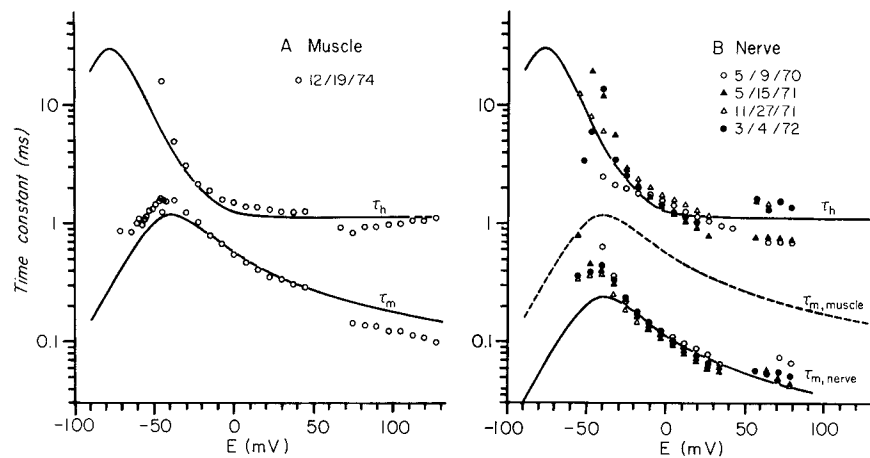 A Muscle
○ 12/19/74
10
1
0.1
Time constant (ms)
τh
τm
-100
-50
0
50
100
E (mV)
B Nerve
○ 5/9/70
▲ 5/15/71
△ 11/27/71
● 3/4/72
10
1
0.1
τh
τm, muscle
τm, nerve
-100
-50
0
50
100
E (mV)